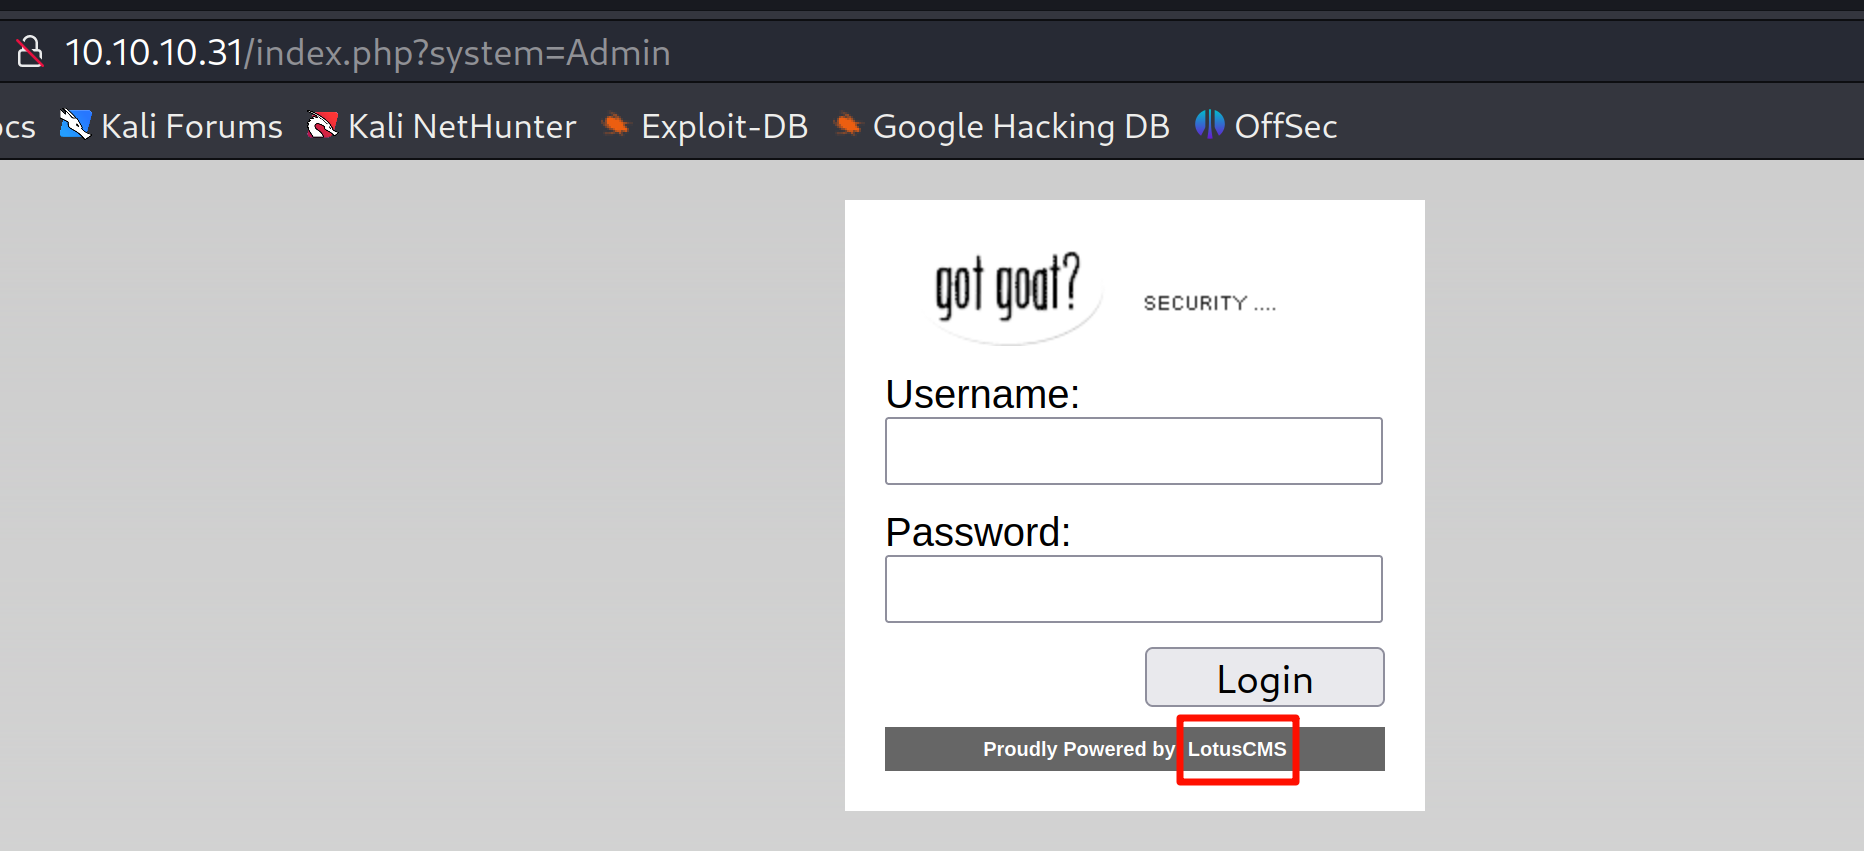 10.10.10.31/index.php?system=Admin
ocs Kali Forums Kali NetHunter Exploit-DB Google Hacking DB OffSec
got goat? SECURITY ....
Username:
Password:
Login
Proudly Powered by LotusCMS